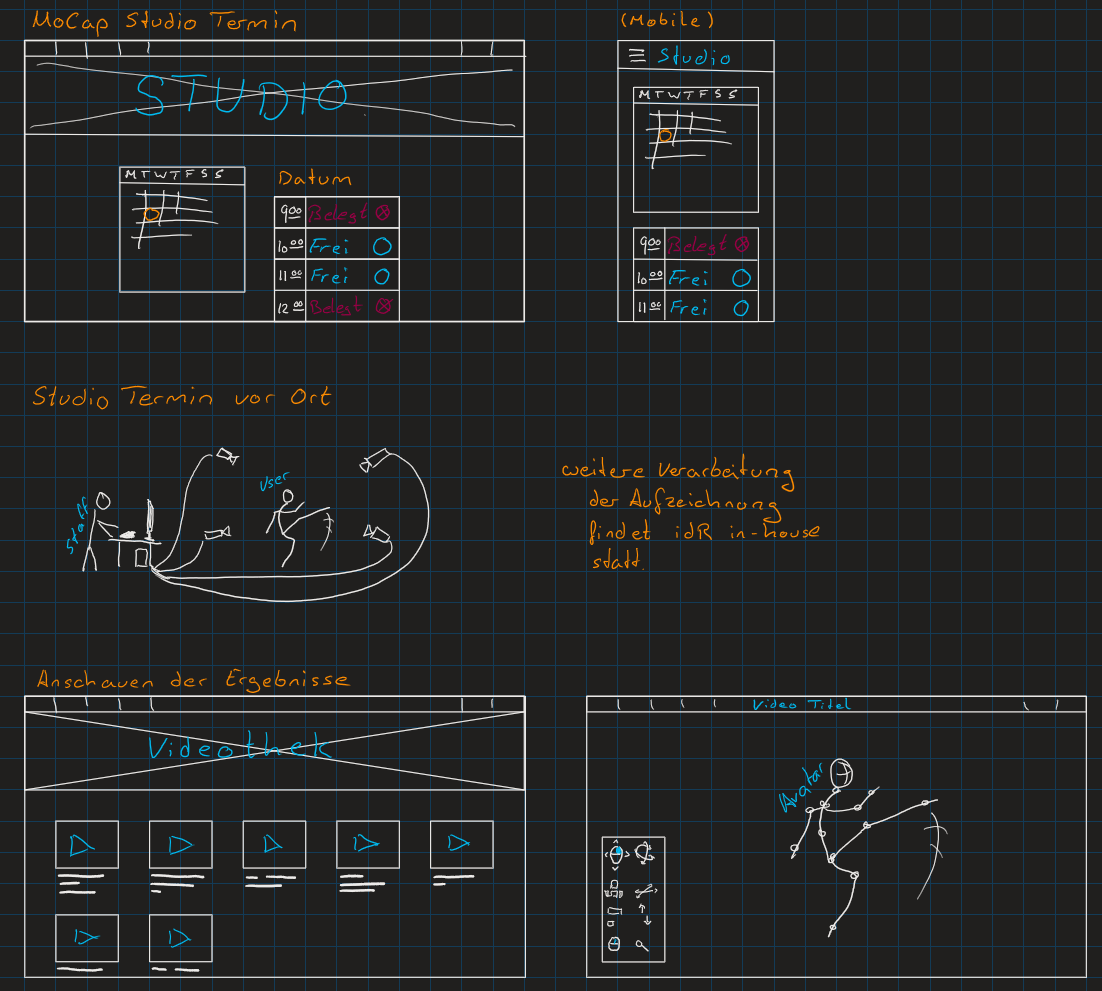 MoCap Studio Termin
(Mobile)
STUDIO
Studio
M T W T F S S
M T W T F S S
Datum
9 00 Belegt
10 00 Frei
11 00 Frei
12 00 Belegt
9 00 Belegt
10 00 Frei
11 00 Frei
Studio Termin vor Ort
Staff
User
weitere Verarbeitung
der Aufzeichnung
findet idR in-house
statt.
Anschauen der Ergebnisse
Videothek
Video Titel
Avatar